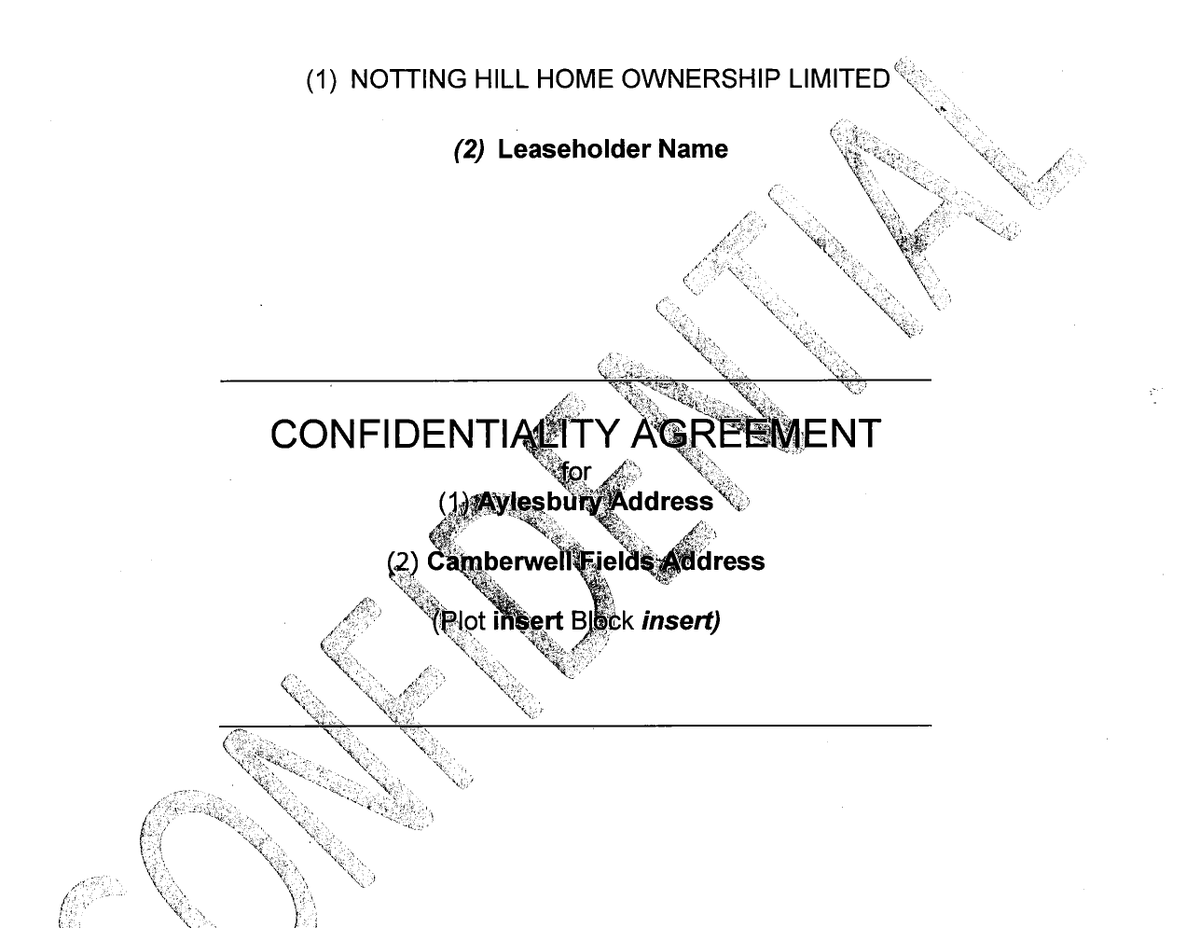 (1) NOTTING HILL HOME OWNERSHIP LIMITED
(2) Leaseholder Name
CONFIDENTIALITY AGREEMENT
for
(1) Aylesbury Address
(2) Camberwell Fields Address
(Plot insert Block insert)
CONFIDENTIAL